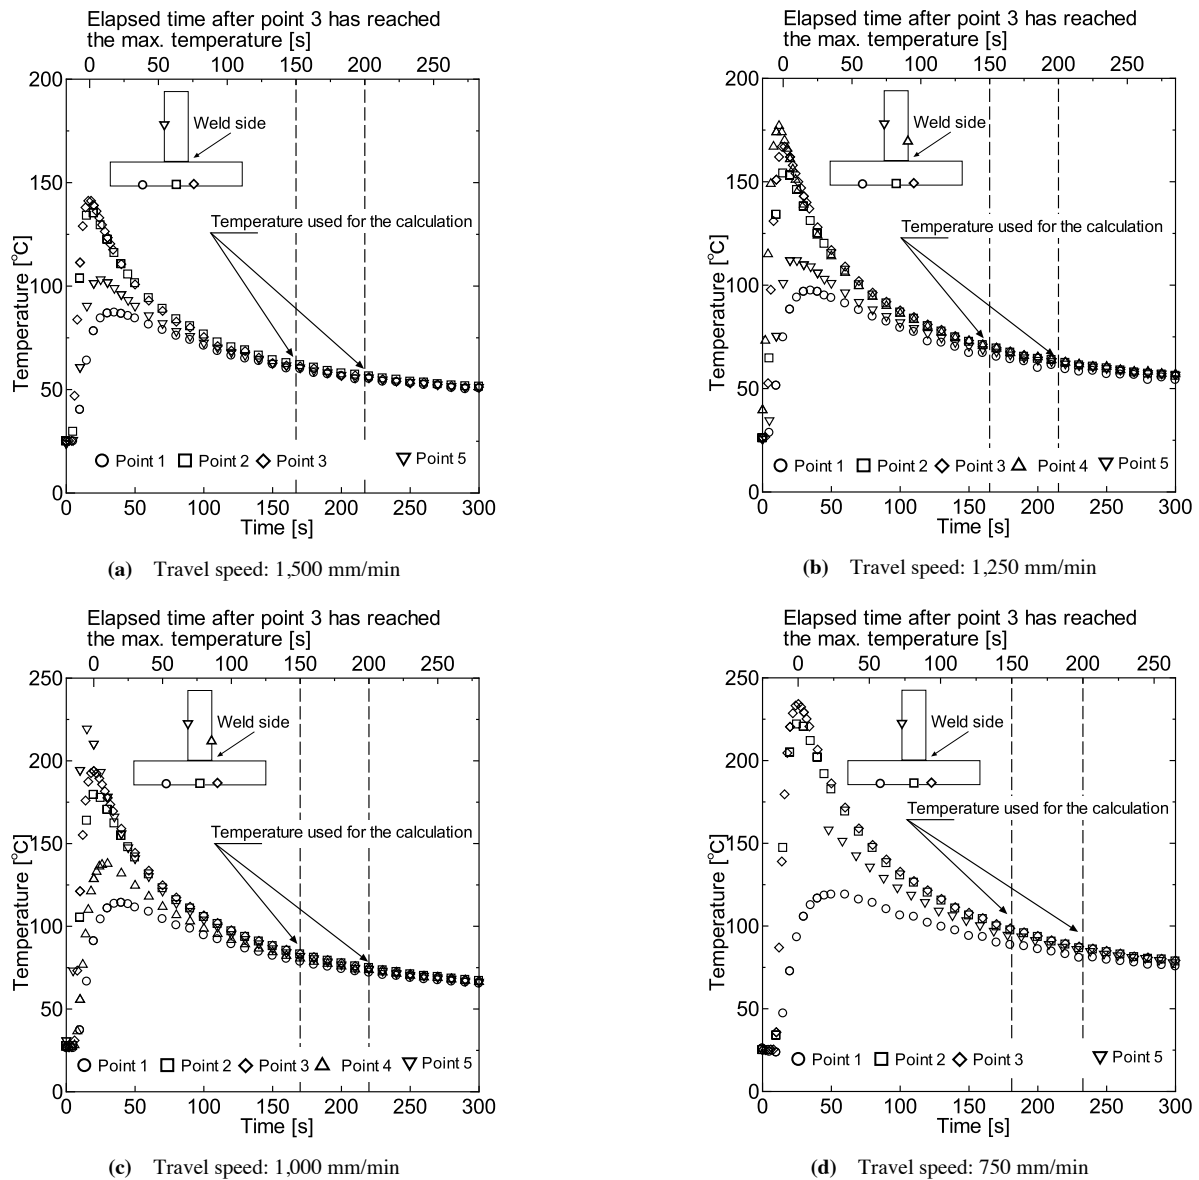 Elapsed time after point 3 has reached
the max. temperature [s]
0 50 100 150 200 250
200
150
100
50
0
Temperature [°C]
Weld side
Temperature used for the calculation
Point 1 Point 2 Point 3 Point 5
0 50 100 150 200 250 300
Time [s]
(a) Travel speed: 1,500 mm/min
Elapsed time after point 3 has reached
the max. temperature [s]
0 50 100 150 200 250
200
150
100
50
0
Temperature [°C]
Weld side
Temperature used for the calculation
Point 1 Point 2 Point 3 Point 4 Point 5
0 50 100 150 200 250 300
Time [s]
(b) Travel speed: 1,250 mm/min
Elapsed time after point 3 has reached
the max. temperature [s]
0 50 100 150 200 250
250
200
150
100
50
0
Temperature [°C]
Weld side
Temperature used for the calculation
Point 1 Point 2 Point 3 Point 4 Point 5
0 50 100 150 200 250 300
Time [s]
(c) Travel speed: 1,000 mm/min
Elapsed time after point 3 has reached
the max. temperature [s]
0 50 100 150 200 250
250
200
150
100
50
0
Temperature [°C]
Weld side
Temperature used for the calculation
Point 1 Point 2 Point 3 Point 5
0 50 100 150 200 250 300
Time [s]
(d) Travel speed: 750 mm/min